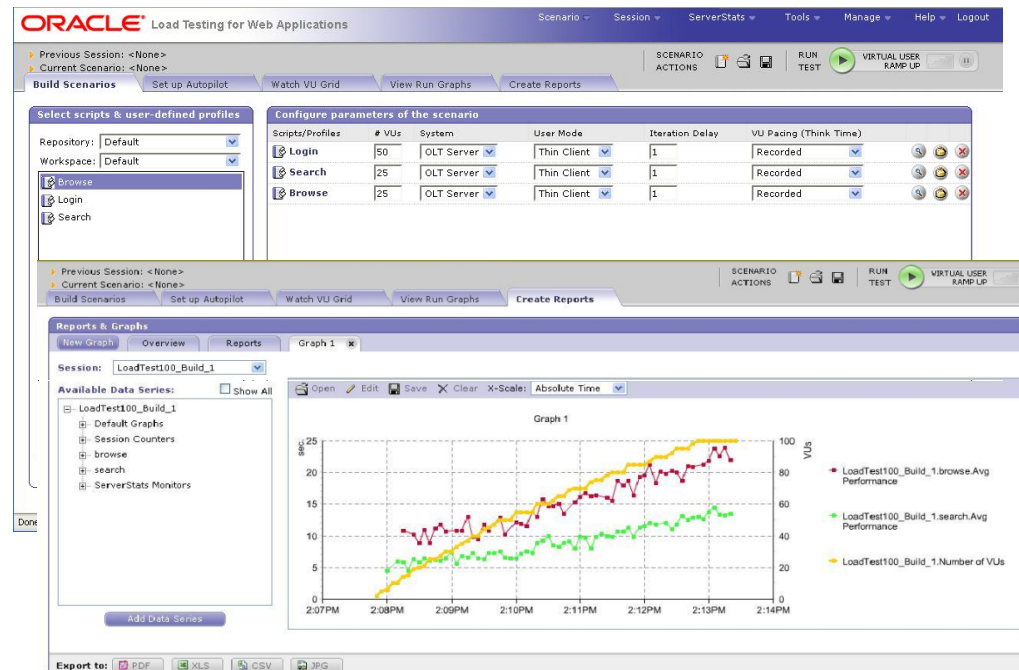 ORACLE Load Testing for Web Applications
Scenario Session ServerStats Tools Manage Help Logout
Previous Session: <None>
Current Scenario: <None>
SCENARIO ACTIONS
RUN TEST
VIRTUAL USER RAMP UP
Build Scenarios Set up Autopilot Watch VU Grid View Run Graphs Create Reports
Select scripts & user-defined profiles
Repository: Default
Workspace: Default
Browse
Login
Search
Configure parameters of the scenario
Scripts/Profiles # VUs System User Mode Iteration Delay VU Pacing (Think Time)
Login 50 OLT Server Thin Client 1 Recorded
Search 25 OLT Server Thin Client 1 Recorded
Browse 25 OLT Server Thin Client 1 Recorded
Previous Session: <None>
Current Scenario: <None>
SCENARIO ACTIONS
RUN TEST
VIRTUAL USER RAMP UP
Build Scenarios Set up Autopilot Watch VU Grid View Run Graphs Create Reports
Reports & Graphs
New Graph Overview Reports Graph 1
Session: LoadTest100_Build_1
Available Data Series: Show All
LoadTest100_Build_1
Default Graphs
Session Counters
browse
search
ServerStats Monitors
Add Data Series
Open Edit Save Clear X-Scale: Absolute Time
Graph 1
sec.
25
20
15
10
5
0
VUs
100
80
60
40
20
0
2:07PM 2:08PM 2:09PM 2:10PM 2:11PM 2:12PM 2:13PM 2:14PM
LoadTest100_Build_1.browse.Avg
Performance
LoadTest100_Build_1.search.Avg
Performance
LoadTest100_Build_1.Number of VUs
Done
Export to: PDF XLS CSV JPG